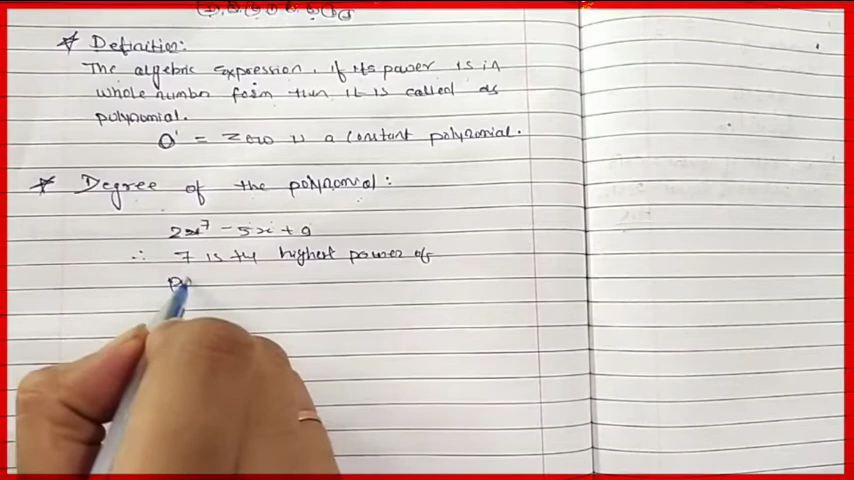 Definition:
The algebric expression, if its power is in
whole number form then it is called as
polynomial.
0' = Zero is a constant polynomial.
* Degree of the polynomial:
2x⁷ - 5x + 9
∴ 7 is the highest power of
Po